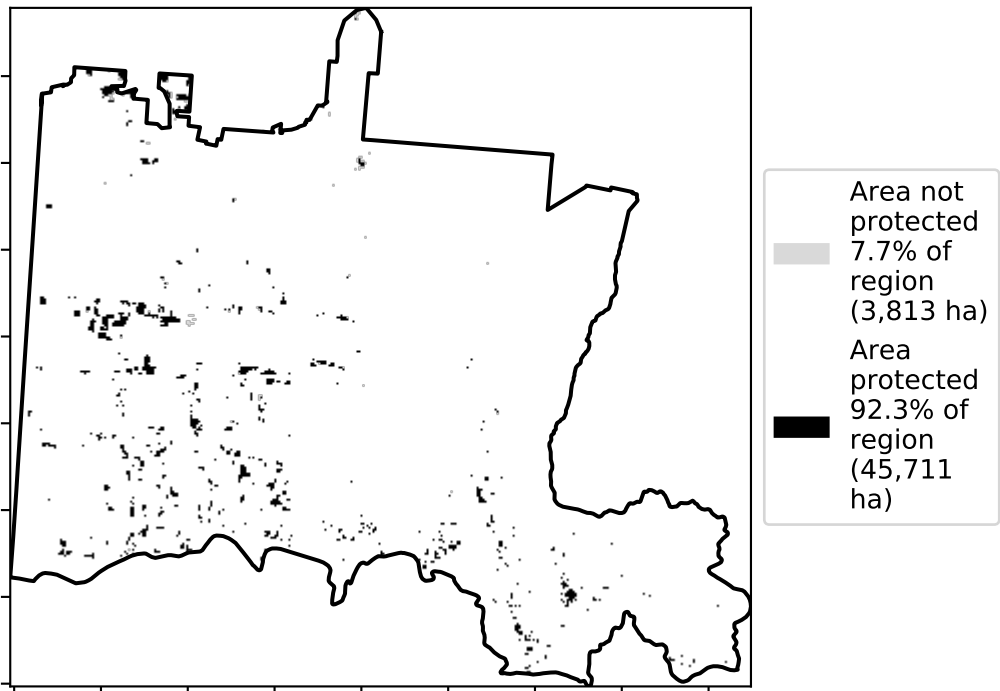 Area not
protected
7.7% of
region
(3,813 ha)
Area
protected
92.3% of
region
(45,711
ha)